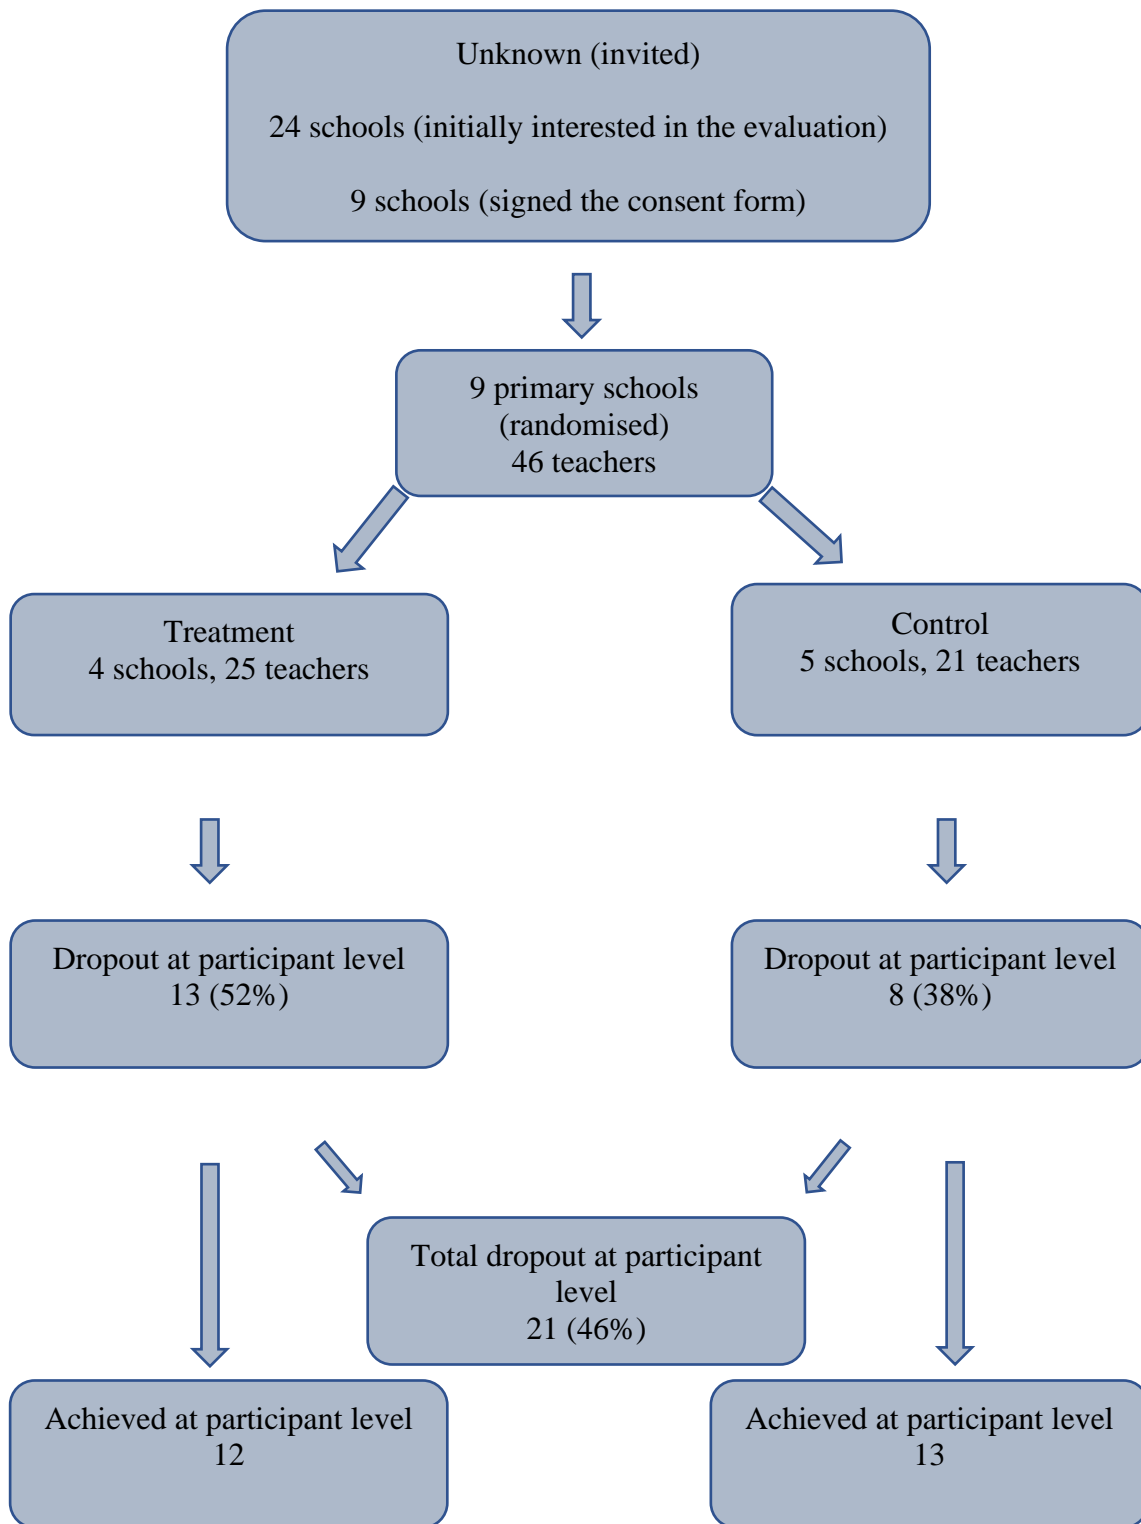 Unknown (invited)
24 schools (initially interested in the evaluation)
9 schools (signed the consent form)
9 primary schools
(randomised)
46 teachers
Treatment
4 schools, 25 teachers
Control
5 schools, 21 teachers
Dropout at participant level
13 (52%)
Dropout at participant level
8 (38%)
Total dropout at participant
level
21 (46%)
Achieved at participant level
12
Achieved at participant level
13